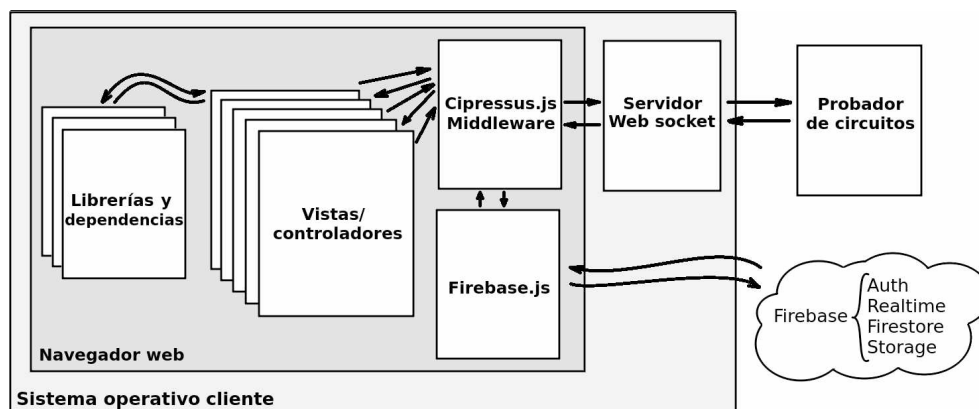 Librerías y
dependencias
Vistas/
controladores
Cipressus.js
Middleware
Servidor
Web socket
Probador
de circuitos
Firebase.js
Firebase
Auth
Realtime
Firestore
Storage
Navegador web
Sistema operativo cliente